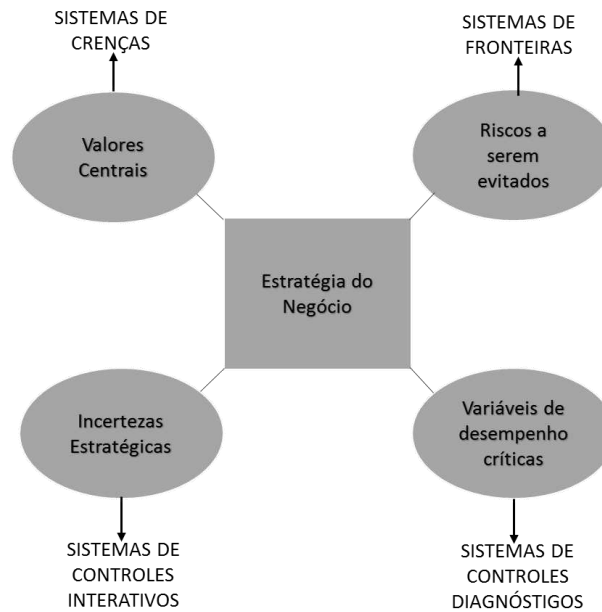 SISTEMAS DE
CRENÇAS
SISTEMAS DE
FRONTEIRAS
Valores
Centrais
Riscos a
serem
evitados
Estratégia do
Negócio
Incertezas
Estratégicas
Variáveis de
desempenho
críticas
SISTEMAS DE
CONTROLES
INTERATIVOS
SISTEMAS DE
CONTROLES
DIAGNÓSTIGOS